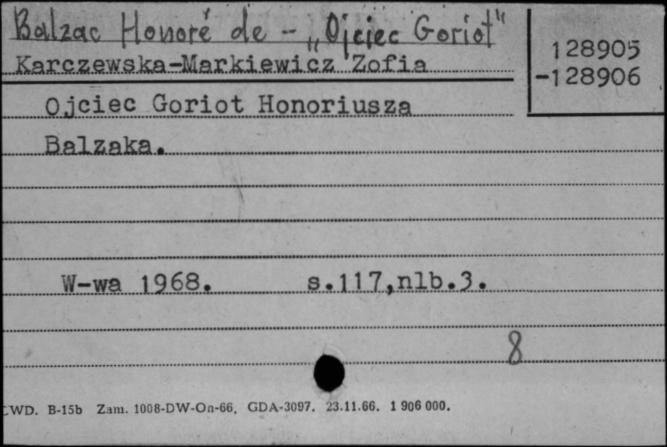 Balzac Honoré de - „Ojciec Goriot"
Karczewska-Markiewicz Zofia
128905
-128906
Ojciec Goriot Honoriusza
Balzaka.
W-wa 1968. s.117,nlb.3.
8
LWD. B-15b Zam. 1008-DW-On-66. GDA-3097. 23.11.66. 1 906 000.